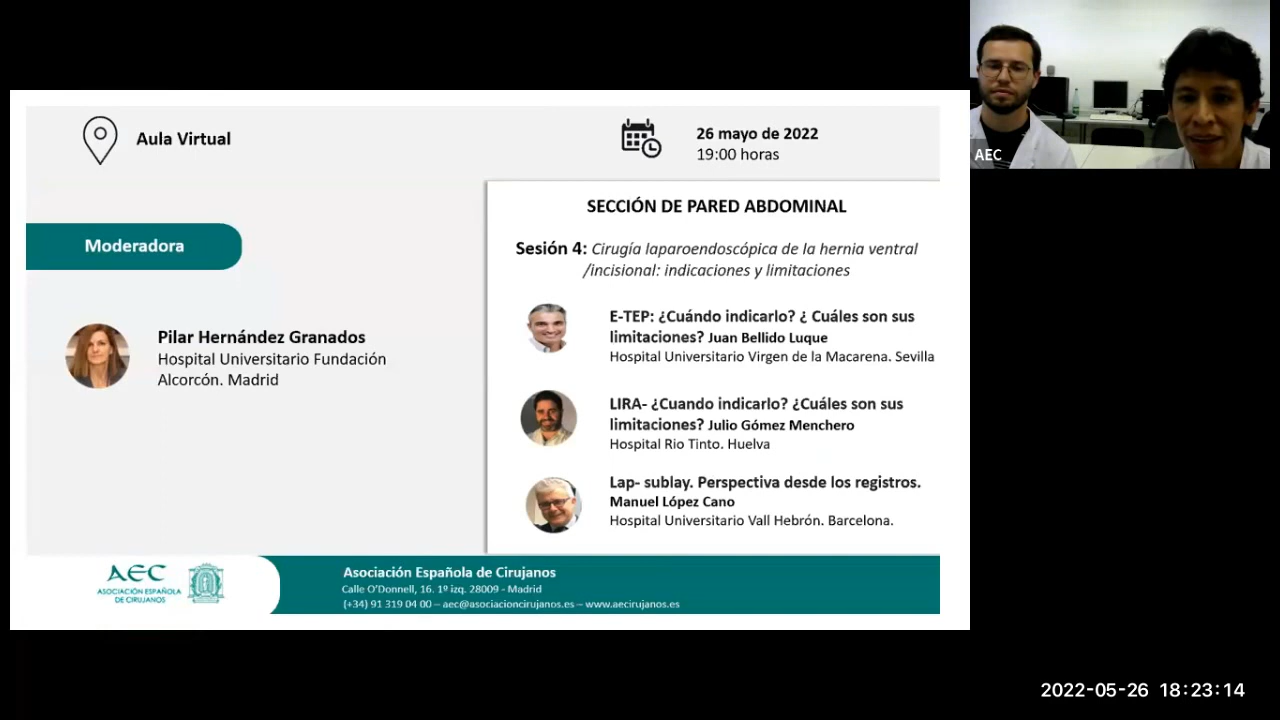 Aula Virtual
26 mayo de 2022
19:00 horas
Moderadora
Pilar Hernández Granados
Hospital Universitario Fundación
Alcorcón. Madrid
SECCIÓN DE PARED ABDOMINAL
Sesión 4: Cirugía laparoendoscópica de la hernia ventral
/incisional: indicaciones y limitaciones
E-TEP: ¿Cuándo indicarlo? ¿ Cuáles son sus
limitaciones? Juan Bellido Luque
Hospital Universitario Virgen de la Macarena. Sevilla
LIRA- ¿Cuando indicarlo? ¿Cuáles son sus
limitaciones? Julio Gómez Menchero
Hospital Rio Tinto. Huelva
Lap- sublay. Perspectiva desde los registros.
Manuel López Cano
Hospital Universitario Vall Hebrón. Barcelona.
AEC
ASOCIACIÓN ESPAÑOLA
DE CIRUJANOS
Asociación Española de Cirujanos
Calle O'Donnell, 16. 1º izq. 28009 - Madrid
(+34) 91 319 04 00 – aec@asociacioncirujanos.es – www.aecirujanos.es
AEC
2022-05-26 18:23:14